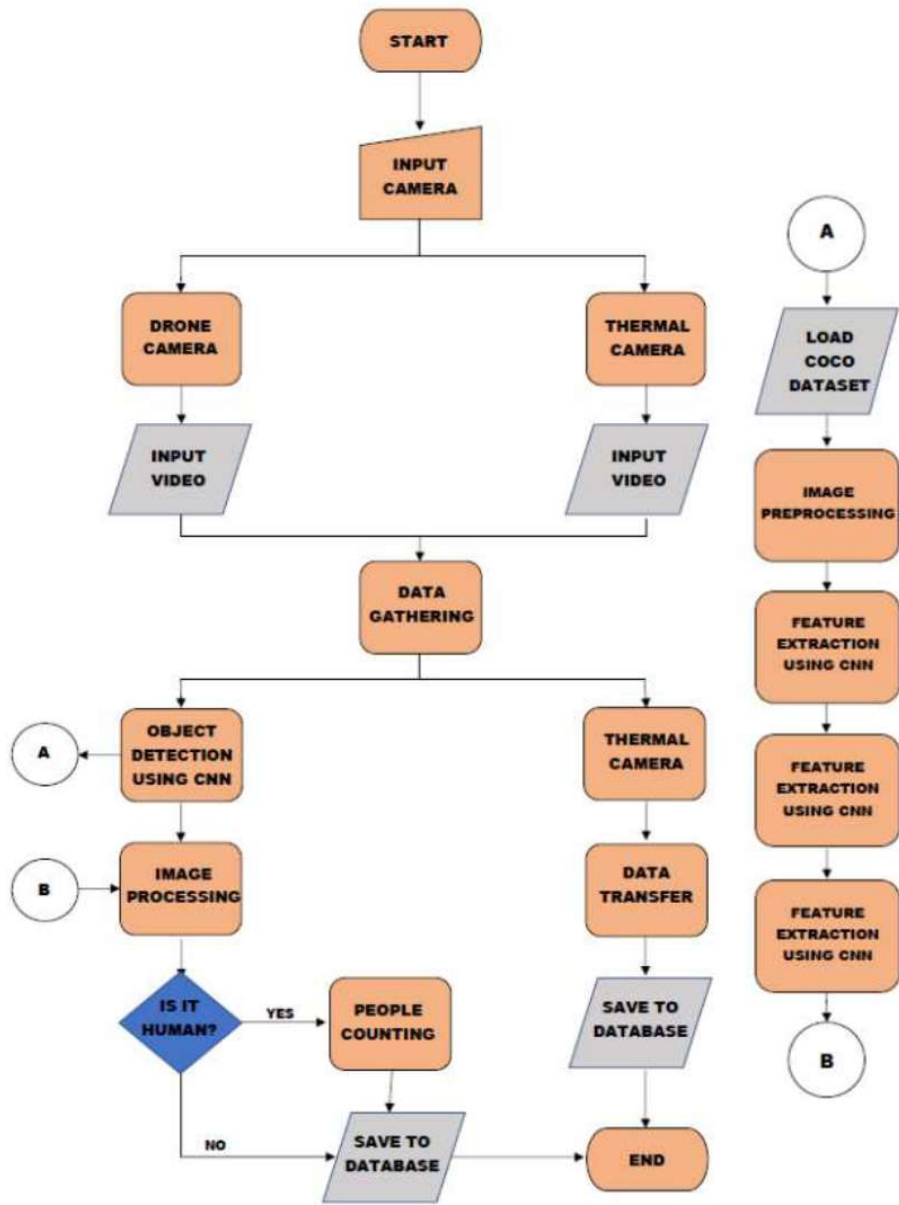 START
INPUT
CAMERA
DRONE
CAMERA
THERMAL
CAMERA
INPUT
VIDEO
INPUT
VIDEO
DATA
GATHERING
OBJECT
DETECTION
USING CNN
A
THERMAL
CAMERA
IMAGE
PROCESSING
B
DATA
TRANSFER
IS IT
HUMAN?
YES
PEOPLE
COUNTING
SAVE TO
DATABASE
NO
SAVE TO
DATABASE
END
A
LOAD
COCO
DATASET
IMAGE
PREPROCESSING
FEATURE
EXTRACTION
USING CNN
FEATURE
EXTRACTION
USING CNN
FEATURE
EXTRACTION
USING CNN
B